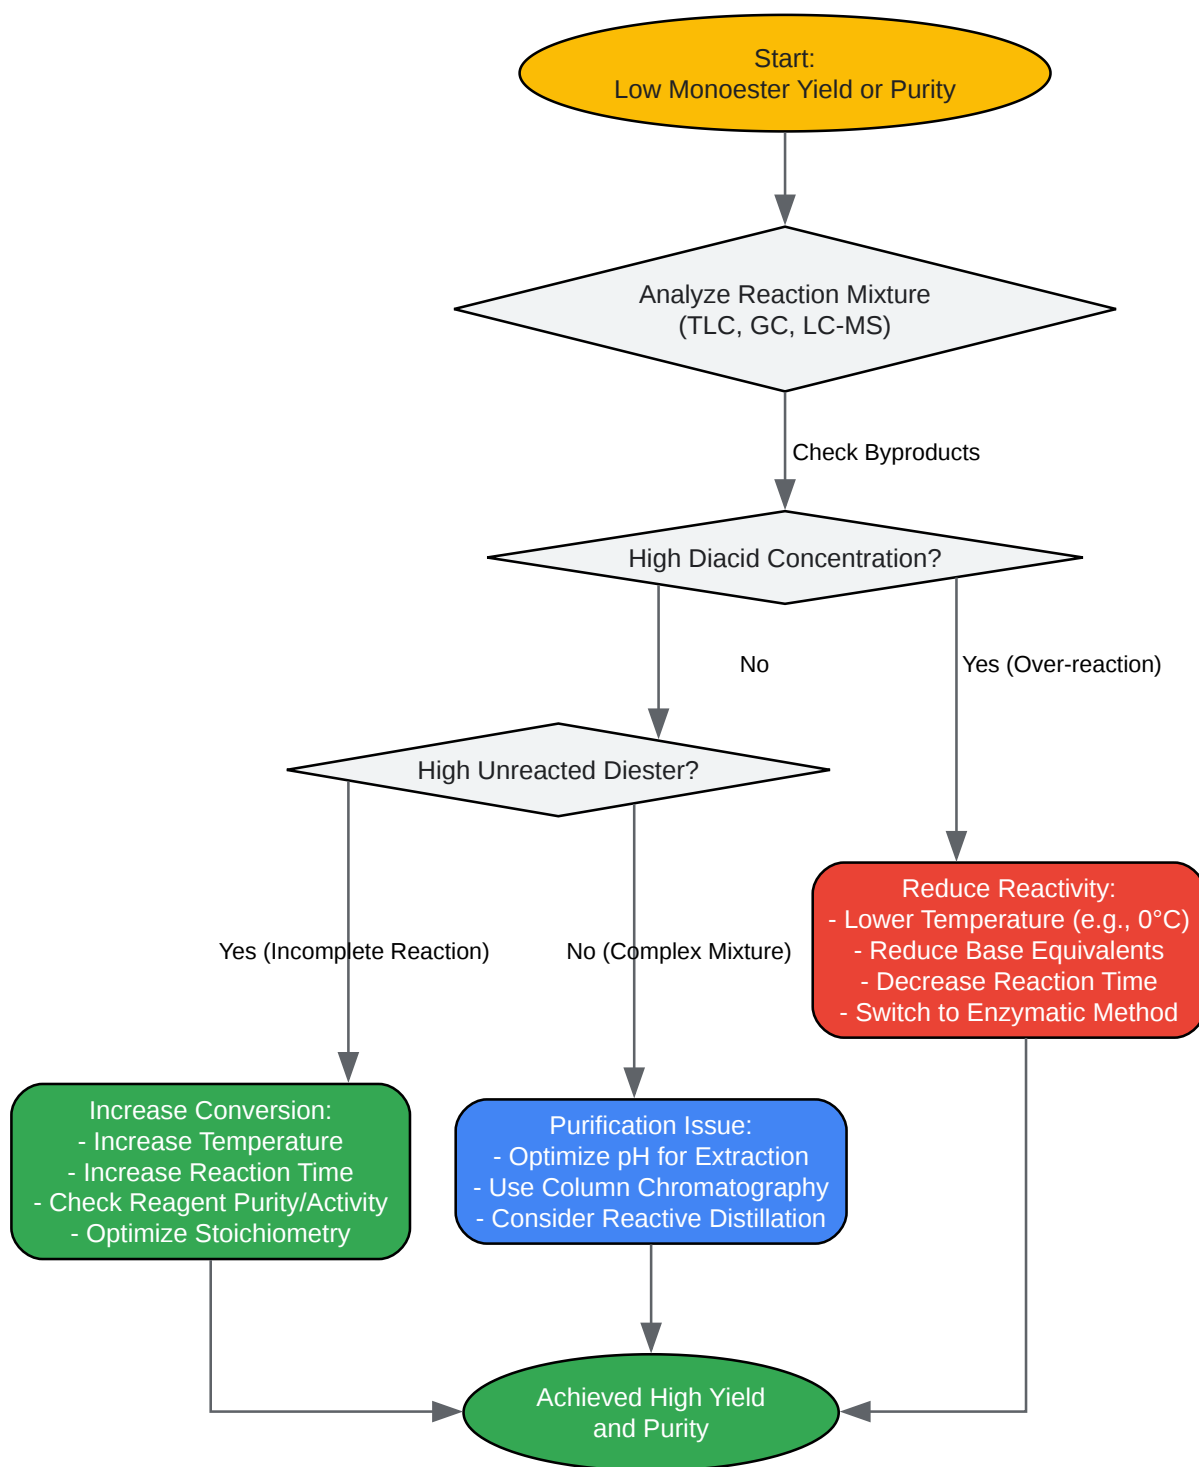 Start:
Low Monoester Yield or Purity
Analyze Reaction Mixture
(TLC, GC, LC-MS)
Check Byproducts
High Diacid Concentration?
No
Yes (Over-reaction)
High Unreacted Diester?
Reduce Reactivity:
- Lower Temperature (e.g., 0°C)
- Reduce Base Equivalents
- Decrease Reaction Time
- Switch to Enzymatic Method
Yes (Incomplete Reaction)
No (Complex Mixture)
Increase Conversion:
- Increase Temperature
- Increase Reaction Time
- Check Reagent Purity/Activity
- Optimize Stoichiometry
Purification Issue:
- Optimize pH for Extraction
- Use Column Chromatography
- Consider Reactive Distillation
Achieved High Yield
and Purity